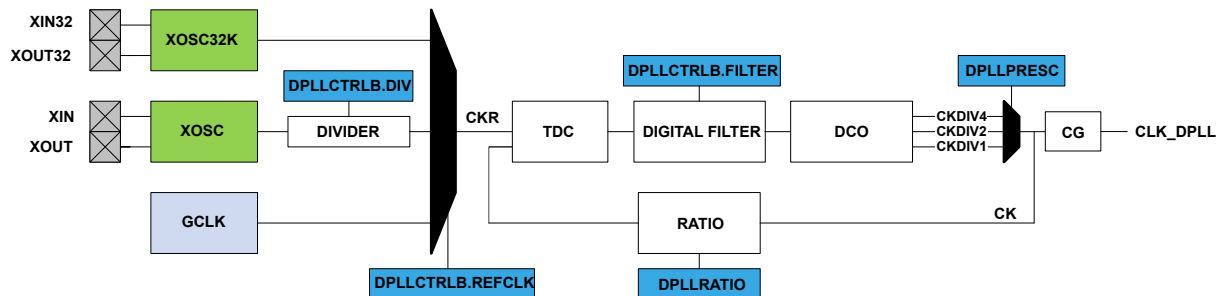 XIN32
XOUT32
XOSC32K
DPLLCTRLB.DIV
DPLLCTRLB.FILTER
DPLLPRESC
XIN
XOUT
XOSC
DIVIDER
CKR
TDC
DIGITAL FILTER
DCO
CKDIV4
CKDIV2
CKDIV1
CG
CLK_DPLL
GCLK
RATIO
CK
DPLLCTRLB.REFCLK
DPLLRATIO